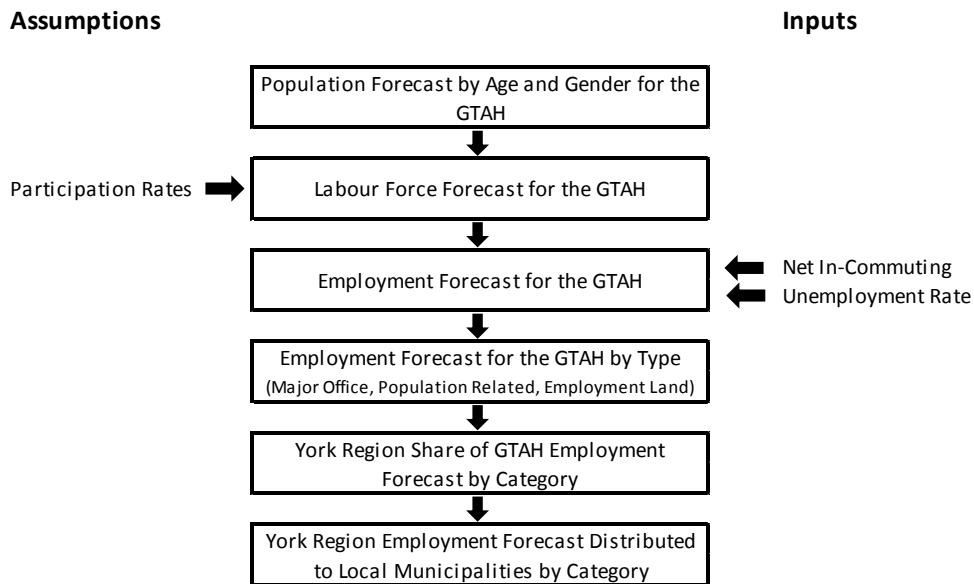 Assumptions
Inputs
Population Forecast by Age and Gender for the
GTAH
Participation Rates
Labour Force Forecast for the GTAH
Employment Forecast for the GTAH
Net In-Commuting
Unemployment Rate
Employment Forecast for the GTAH by Type
(Major Office, Population Related, Employment Land)
York Region Share of GTAH Employment
Forecast by Category
York Region Employment Forecast Distributed
to Local Municipalities by Category